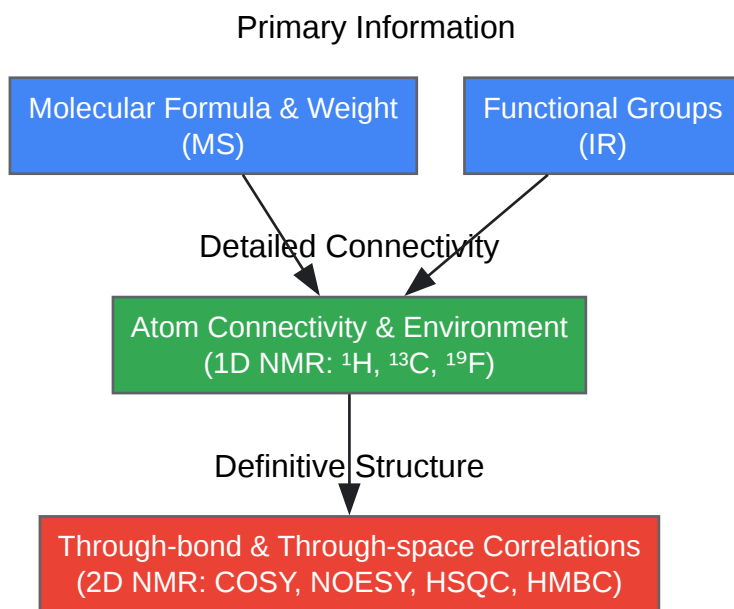 Primary Information
Molecular Formula & Weight
(MS)
Functional Groups
(IR)
Detailed Connectivity
Atom Connectivity & Environment
(1D NMR: ¹H, ¹³C, ¹⁹F)
Definitive Structure
Through-bond & Through-space Correlations
(2D NMR: COSY, NOESY, HSQC, HMBC)